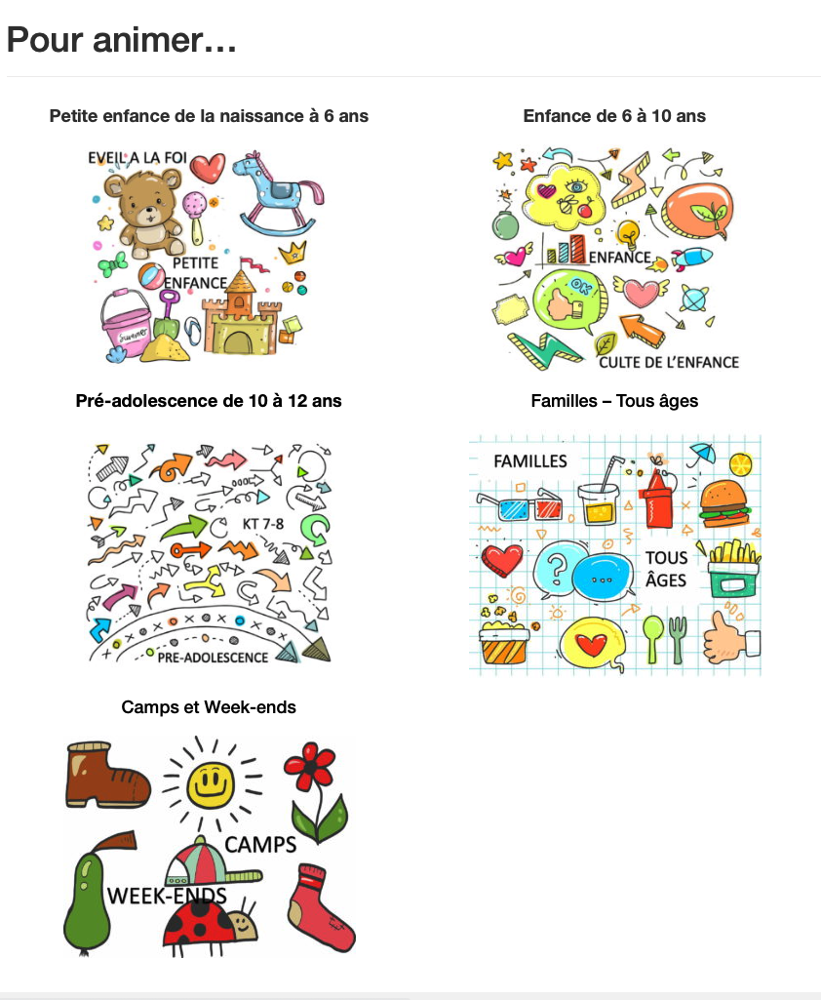 Pour animer…
Petite enfance de la naissance à 6 ans
Enfance de 6 à 10 ans
EVEIL A LA FOI
PETITE
ENFANCE
Summer
ENFANCE
OK
CULTE DE L’ENFANCE
Pré-adolescence de 10 à 12 ans
Familles – Tous âges
KT 7-8
PRE-ADOLESCENCE
FAMILLES
?
TOUS
ÂGES
Camps et Week-ends
CAMPS
WEEK-ENDS